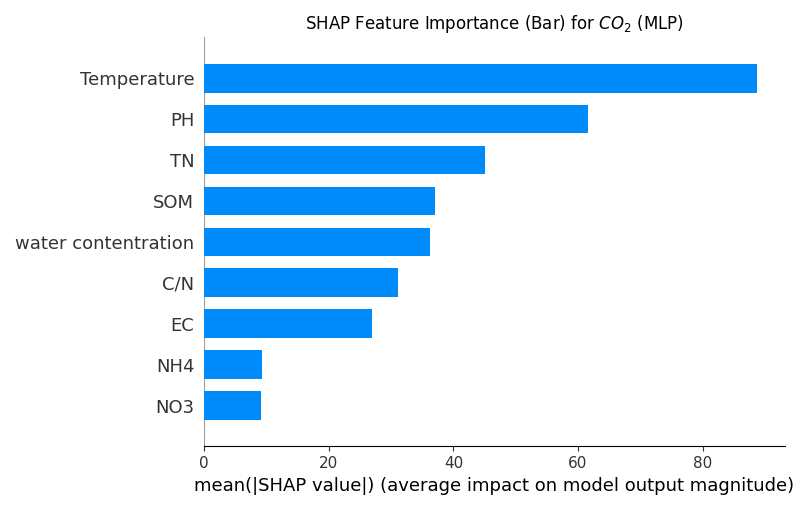 SHAP Feature Importance (Bar) for $CO_2$ (MLP)
Temperature
PH
TN
SOM
water contentration
C/N
EC
NH4
NO3
0 20 40 60 80
mean(|SHAP value|) (average impact on model output magnitude)